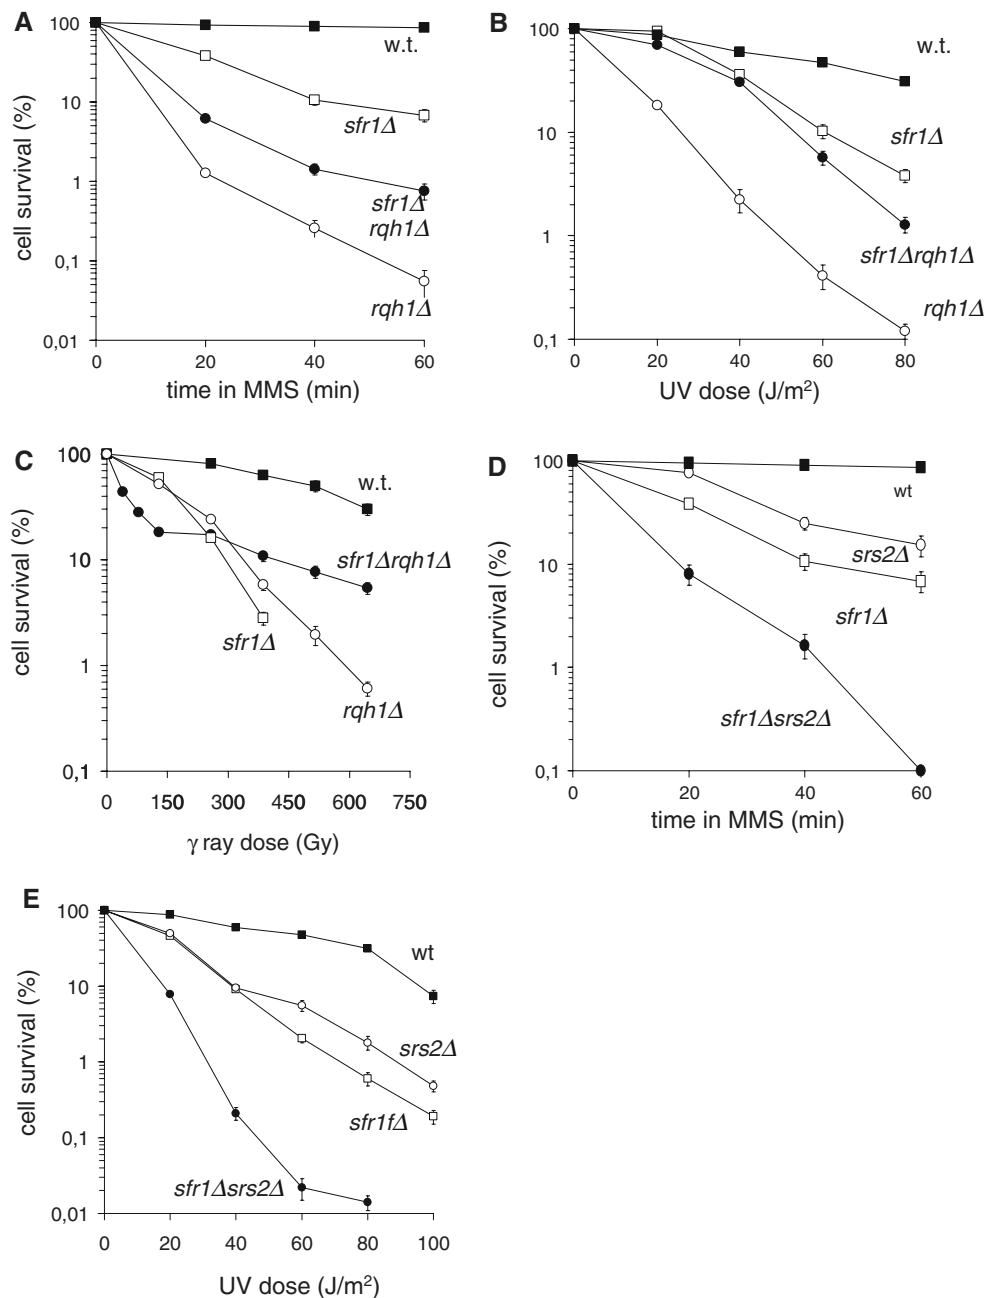 A
cell survival (%)
100
10
1
0,1
0,01
w.t.
sfr1Δ
sfr1Δ
rqh1Δ
rqh1Δ
0
20
40
60
time in MMS (min)
B
cell survival (%)
100
10
1
0,1
w.t.
sfr1Δ
sfr1Δrqh1Δ
rqh1Δ
0
20
40
60
80
UV dose (J/m²)
C
cell survival (%)
100
10
1
0,1
w.t.
sfr1Δrqh1Δ
sfr1Δ
rqh1Δ
0
150
300
450
600
750
γ ray dose (Gy)
D
cell survival (%)
100
10
1
0,1
wt
srs2Δ
sfr1Δ
sfr1Δsrs2Δ
0
20
40
60
time in MMS (min)
E
cell survival (%)
100
10
1
0,1
0,01
wt
srs2Δ
sfr1fΔ
sfr1Δsrs2Δ
0
20
40
60
80
100
UV dose (J/m²)